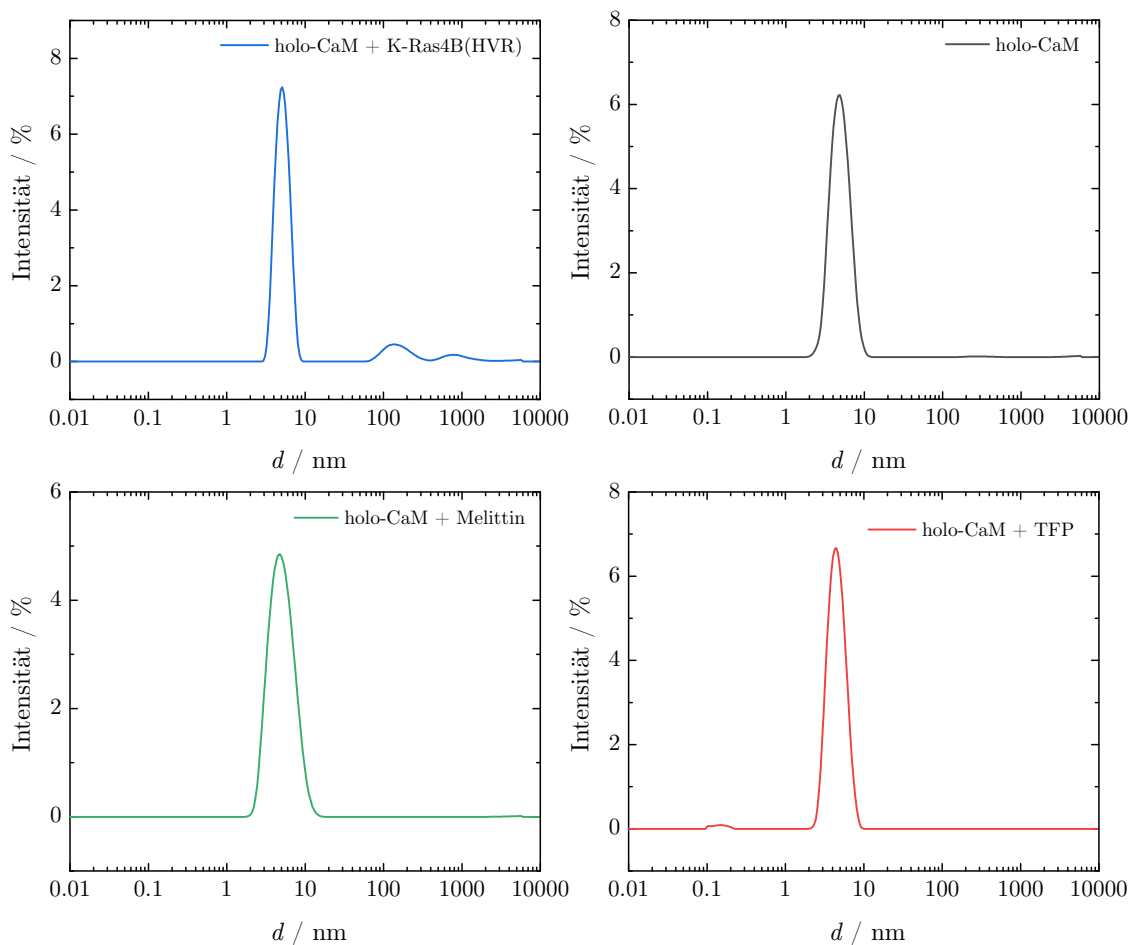 holo-CaM + K-Ras4B(HVR)
Intensität / %
8
6
4
2
0
0.01 0.1 1 10 100 1000 10000
d / nm
holo-CaM
Intensität / %
8
6
4
2
0
0.01 0.1 1 10 100 1000 10000
d / nm
holo-CaM + Melittin
Intensität / %
6
4
2
0
0.01 0.1 1 10 100 1000 10000
d / nm
holo-CaM + TFP
Intensität / %
8
6
4
2
0
0.01 0.1 1 10 100 1000 10000
d / nm